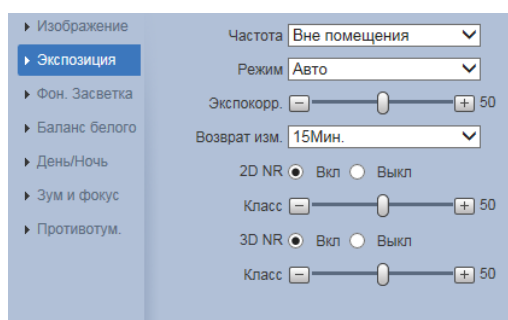 Изображение
Экспозиция
Фон. Засветка
Баланс белого
День/Ночь
Зум и фокус
Противотум.
Частота Вне помещения
Режим Авто
Экспокорр. 50
Возврат изм. 15Мин.
2D NR Вкл Выкл
Класс 50
3D NR Вкл Выкл
Класс 50